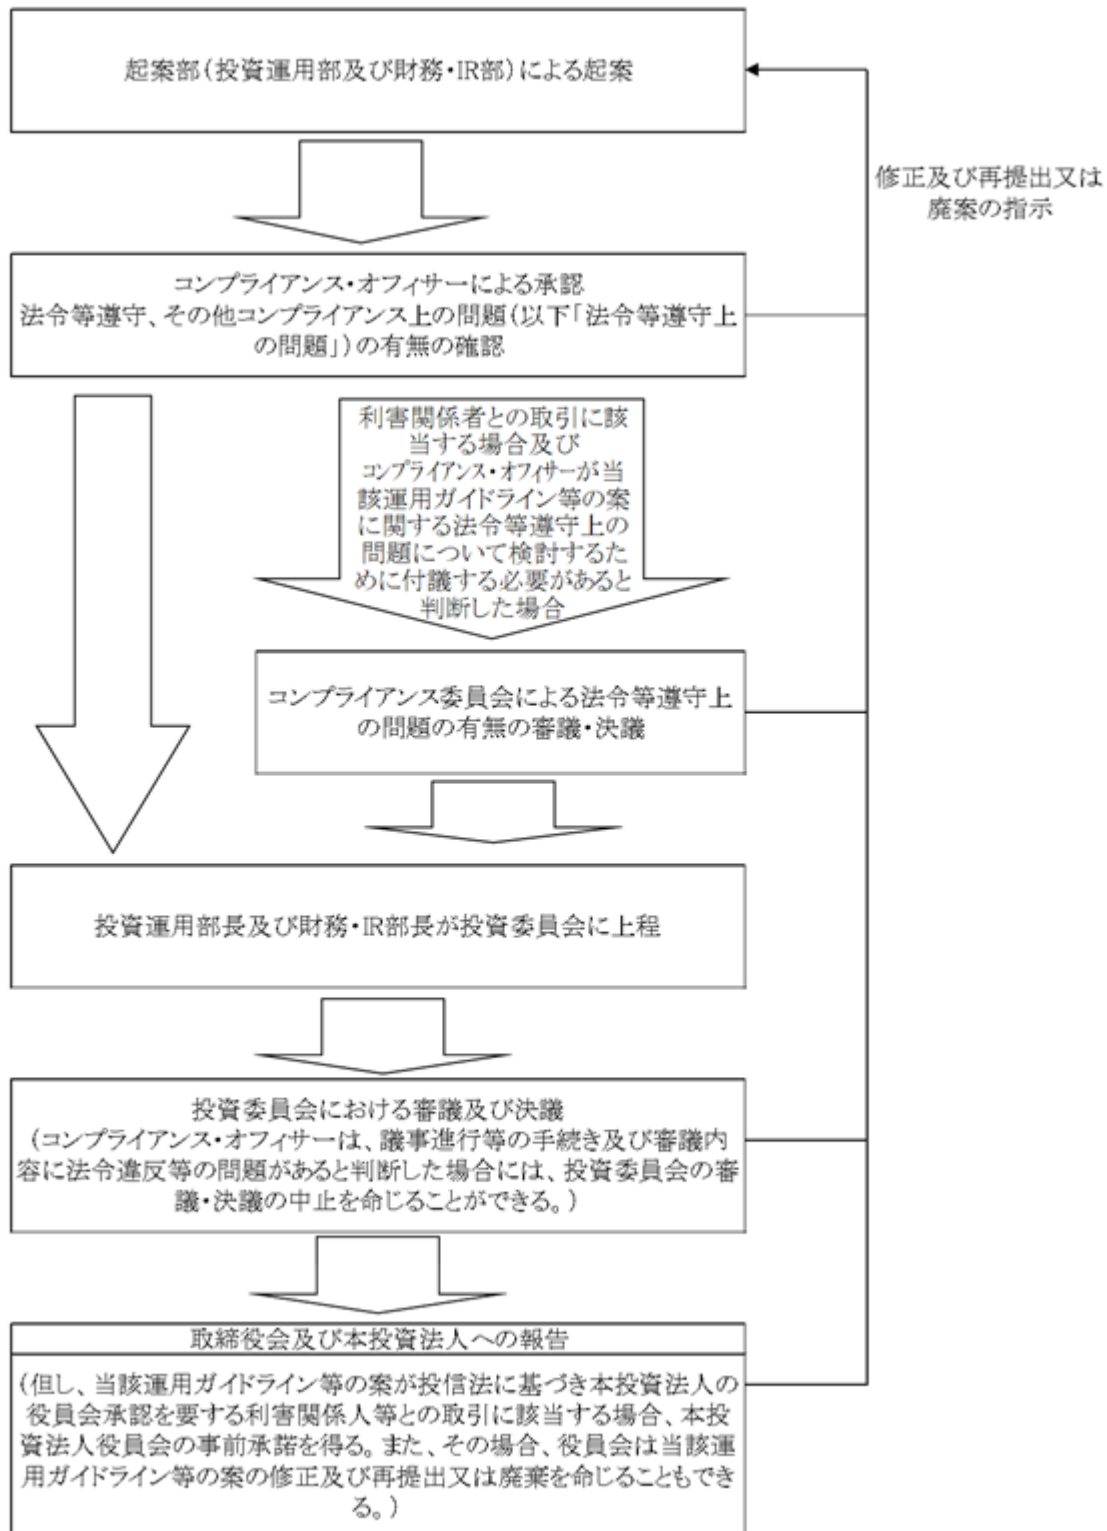 起案部(投資運用部及び財務・IR部)による起案
修正及び再提出又は
廃案の指示
コンプライアンス・オフィサーによる承認
法令等遵守、その他コンプライアンス上の問題(以下「法令等遵守上
の問題」)の有無の確認
利害関係者との取引に該
当する場合及び
コンプライアンス・オフィサーが当
該運用ガイドライン等の案
に関する法令等遵守上の
問題について検討するた
めに付議する必要があると
判断した場合
コンプライアンス委員会による法令等遵守上
の問題の有無の審議・決議
投資運用部長及び財務・IR部長が投資委員会に上程
投資委員会における審議及び決議
(コンプライアンス・オフィサーは、議事進行等の手続き及び審議内
容に法令違反等の問題があると判断した場合には、投資委員会の審
議・決議の中止を命じることができる。)
取締役会及び本投資法人への報告
(但し、当該運用ガイドライン等の案が投信法に基づき本投資法人の
役員会承認を要する利害関係人等との取引に該当する場合、本投
資法人役員会の事前承諾を得る。また、その場合、役員会は当該運
用ガイドライン等の案の修正及び再提出又は廃棄を命じることもでき
る。)